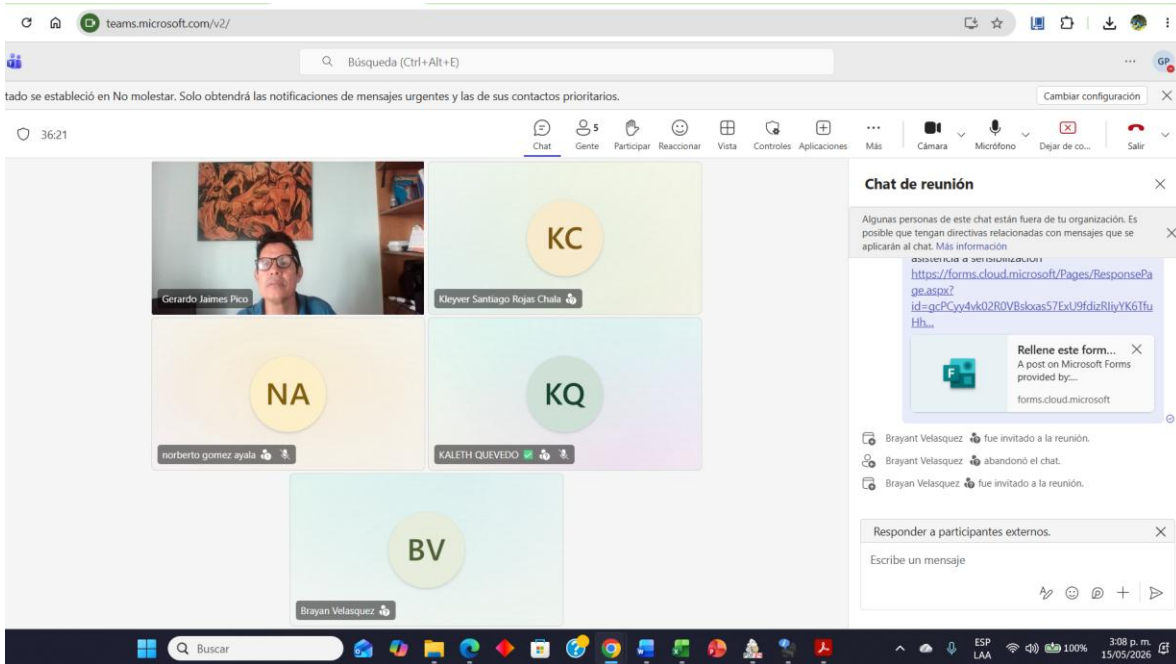 teams.microsoft.com/v2/
Búsqueda (Ctrl+Alt+E)
GP
tado se estableció en No molestar. Solo obtendrá las notificaciones de mensajes urgentes y las de sus contactos prioritarios.
Cambiar configuración
36:21
Chat
5
Gente
Participar
Reaccionar
Vista
Controles
Aplicaciones
Más
Cámara
Micrófono
Dejar de co...
Salir
Gerardo Jaimes Pico
KC
Kleyver Santiago Rojas Chala
NA
norberto gomez ayala
KQ
KALETH QUEVEDO
BV
Brayan Velasquez
Chat de reunión
Algunas personas de este chat están fuera de tu organización. Es
posible que tengan directivas relacionadas con mensajes que se
aplicarán al chat. Más información
asistencia a sensibilización
https://forms.cloud.microsoft/Pages/ResponsePa
ge.aspx?
Hh...
Rellene este form...
A post on Microsoft Forms
provided by:...
forms.cloud.microsoft
Brayant Velasquez fue invitado a la reunión.
Brayant Velasquez abandonó el chat.
Brayan Velasquez fue invitado a la reunión.
Responder a participantes externos.
Escribe un mensaje
Buscar
ESP
LAA
100%
3:08 p. m.
15/05/2026